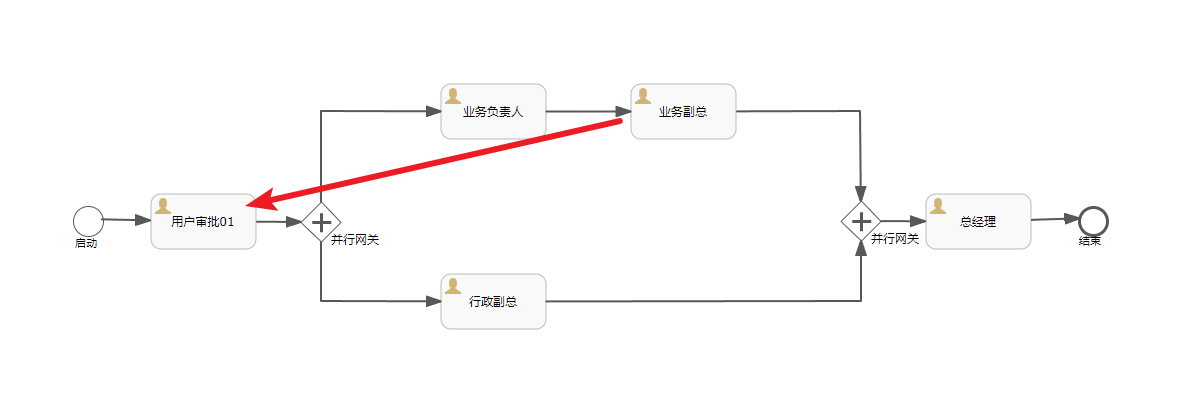 业务负责人
业务副总
启动
用户审批01
并行网关
并行网关
总经理
结束
行政副总